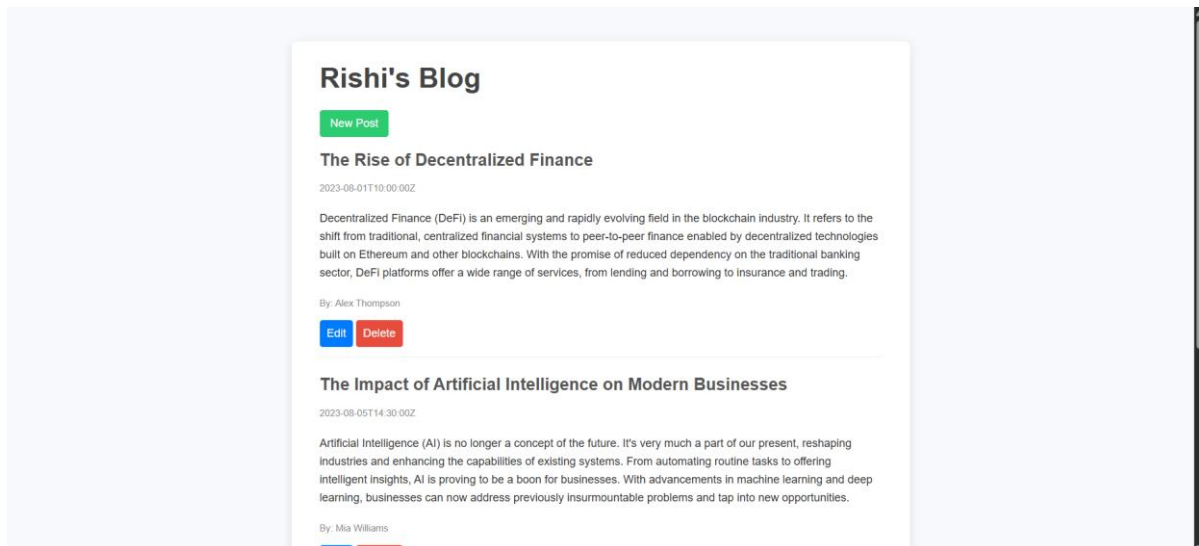 Rishi's Blog
New Post
The Rise of Decentralized Finance
2023-08-01T10:00:00Z
Decentralized Finance (DeFi) is an emerging and rapidly evolving field in the blockchain industry. It refers to the
shift from traditional, centralized financial systems to peer-to-peer finance enabled by decentralized technologies
built on Ethereum and other blockchains. With the promise of reduced dependency on the traditional banking
sector, DeFi platforms offer a wide range of services, from lending and borrowing to insurance and trading.
By: Alex Thompson
Edit Delete
The Impact of Artificial Intelligence on Modern Businesses
2023-08-05T14:30:00Z
Artificial Intelligence (AI) is no longer a concept of the future. It's very much a part of our present, reshaping
industries and enhancing the capabilities of existing systems. From automating routine tasks to offering
intelligent insights, AI is proving to be a boon for businesses. With advancements in machine learning and deep
learning, businesses can now address previously insurmountable problems and tap into new opportunities.
By: Mia Williams